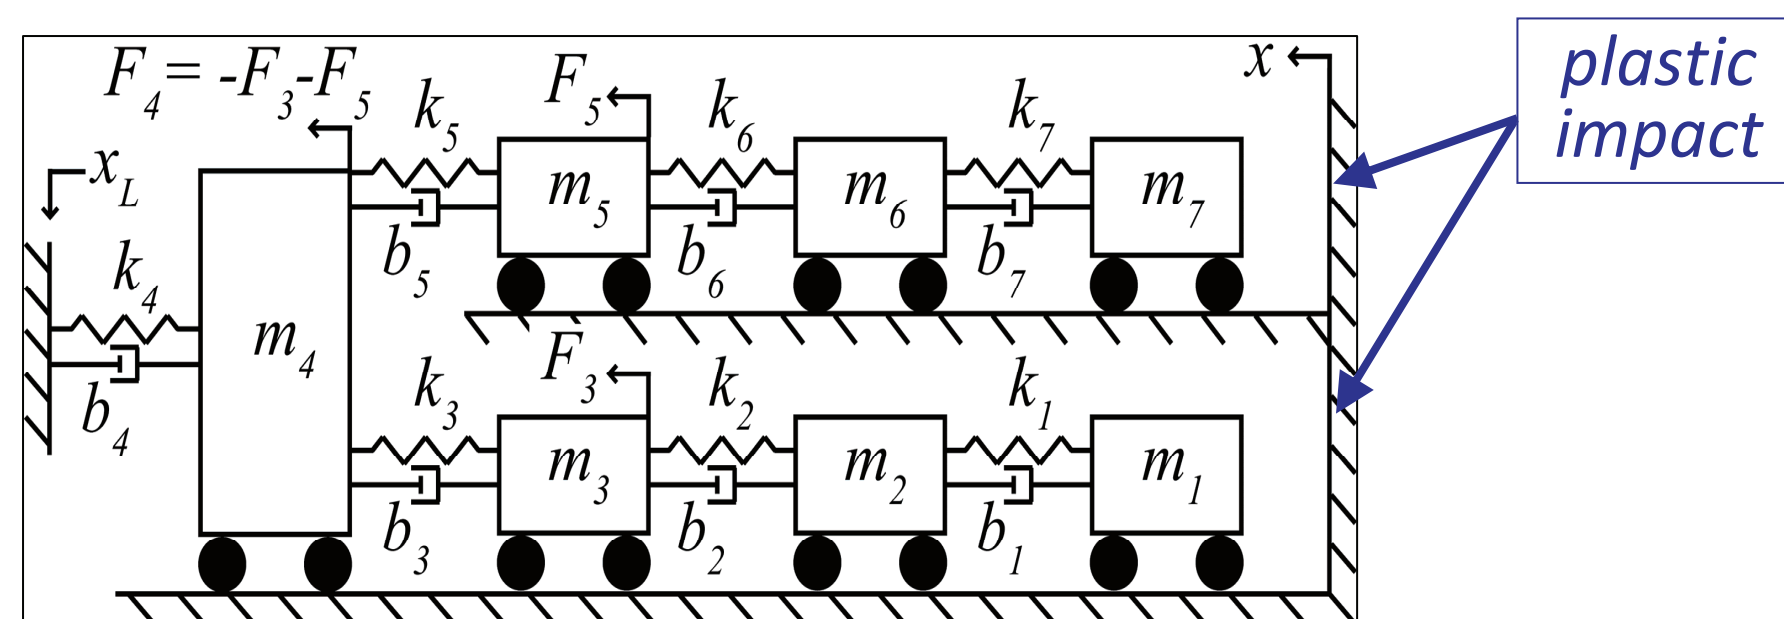 F4 = -F3-F5
k5
F5
k6
k7
x
plastic
impact
xL
m5
m6
m7
b5
b6
b7
k4
m4
b4
F3
k3
k2
k1
m3
m2
m1
b3
b2
b1